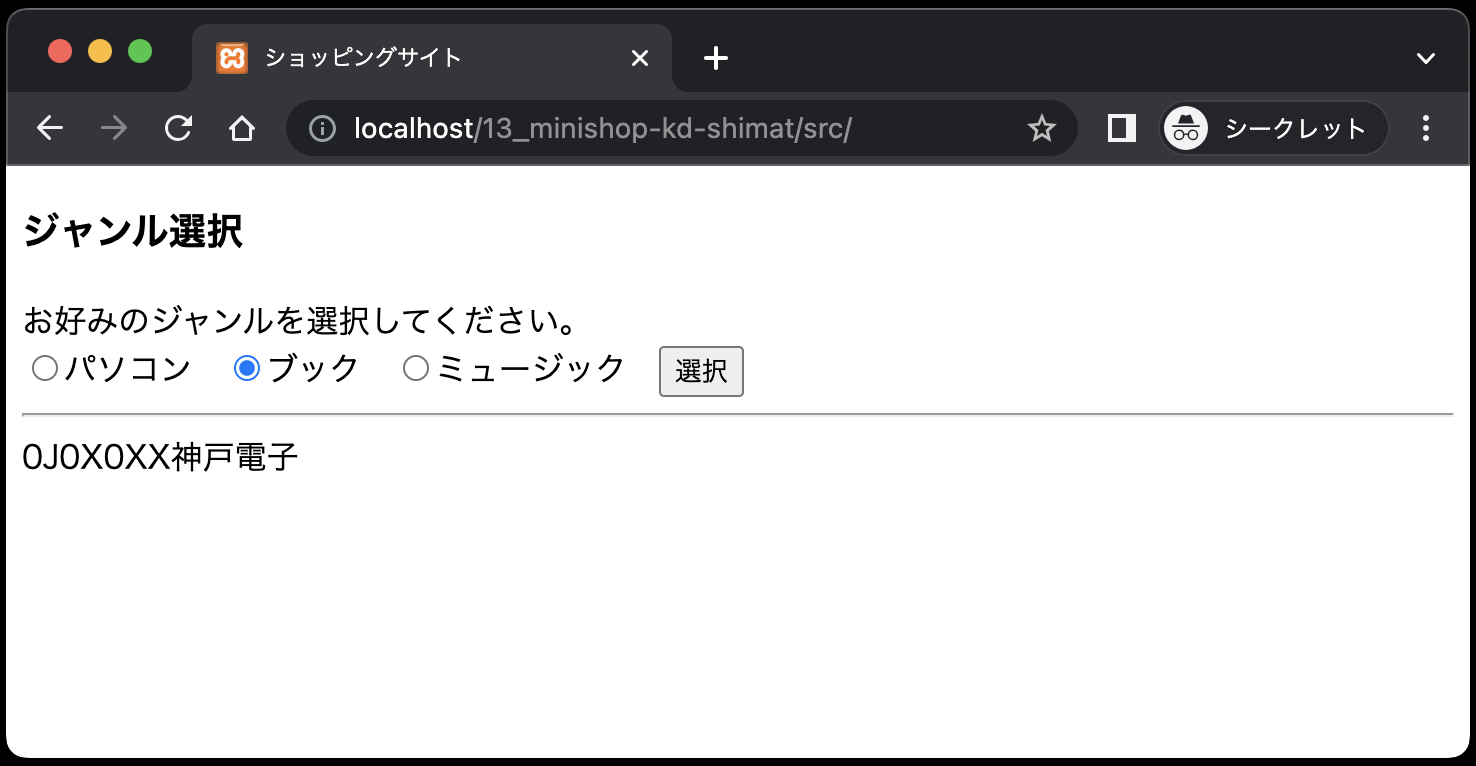 ショッピングサイト
localhost/13_minishop-kd-shimat/src/
シークレット
ジャンル選択
お好みのジャンルを選択してください。
パソコン ブック ミュージック 選択
0J0X0XX神戸電子